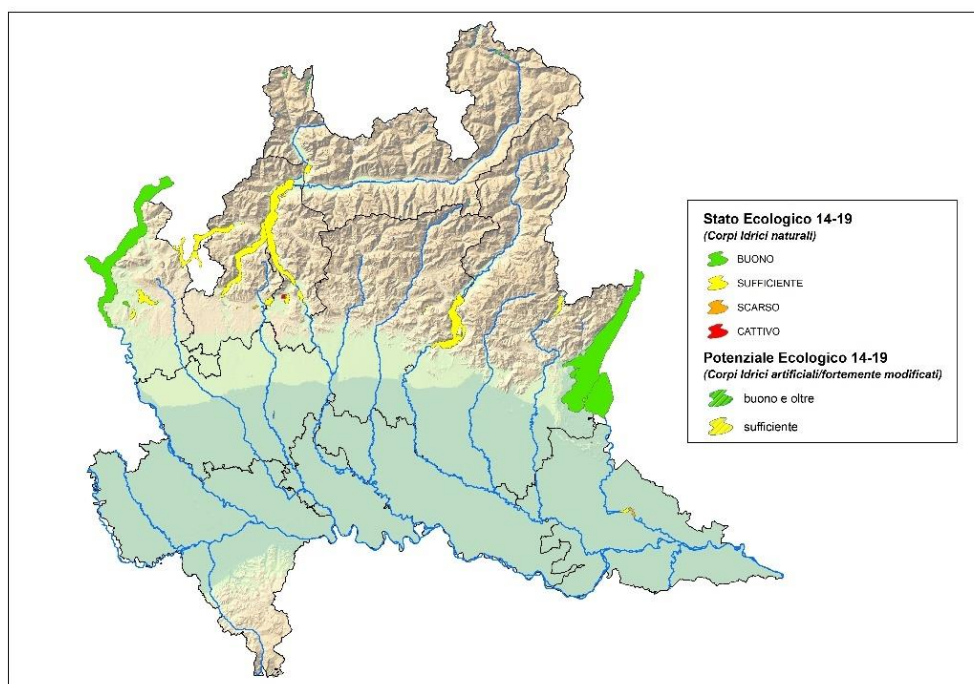 Stato Ecologico 14-19
(Corpi Idrici naturali)
BUONO
SUFFICIENTE
SCARSO
CATTIVO
Potenziale Ecologico 14-19
(Corpi Idrici artificiali/fortemente modificati)
buono e oltre
sufficiente